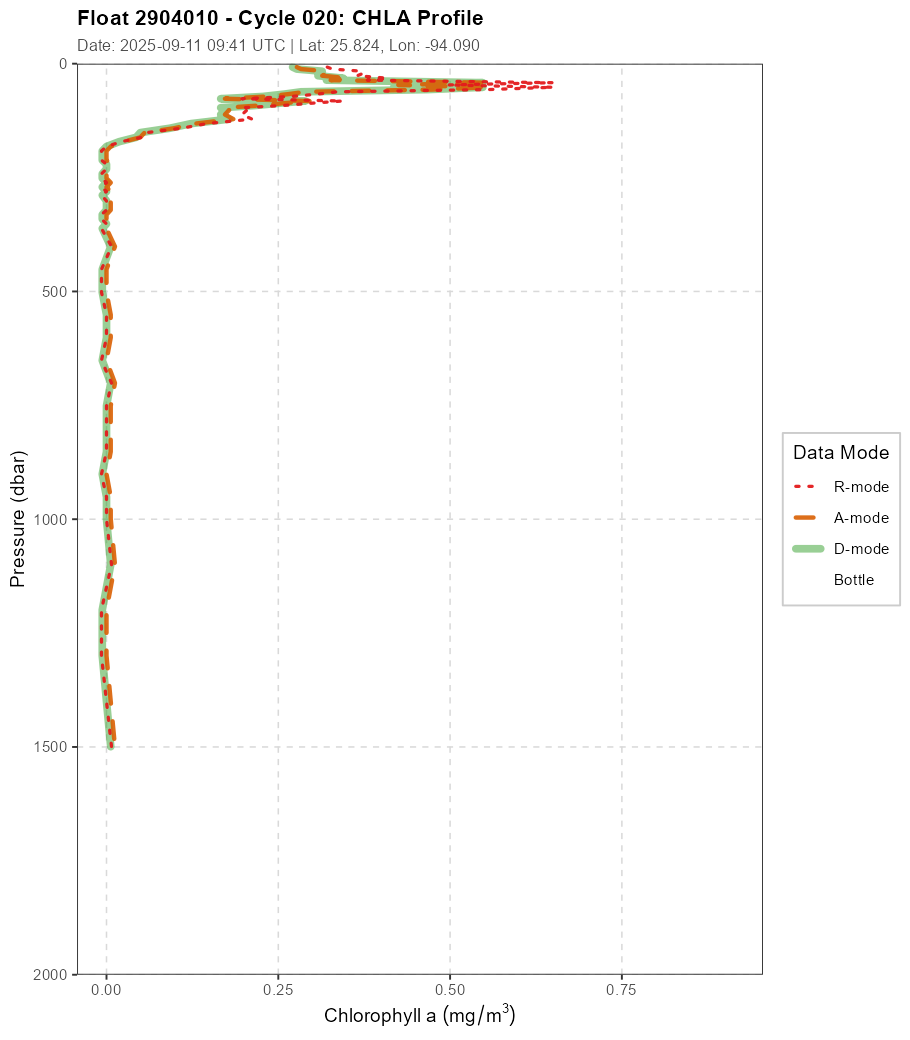 Float 2904010 - Cycle 020: CHLA Profile
Date: 2025-09-11 09:41 UTC | Lat: 25.824, Lon: -94.090
0
500
1000
1500
2000
Pressure (dbar)
0.00 0.25 0.50 0.75
Chlorophyll a (mg/m³)
Data Mode
R-mode
A-mode
D-mode
Bottle